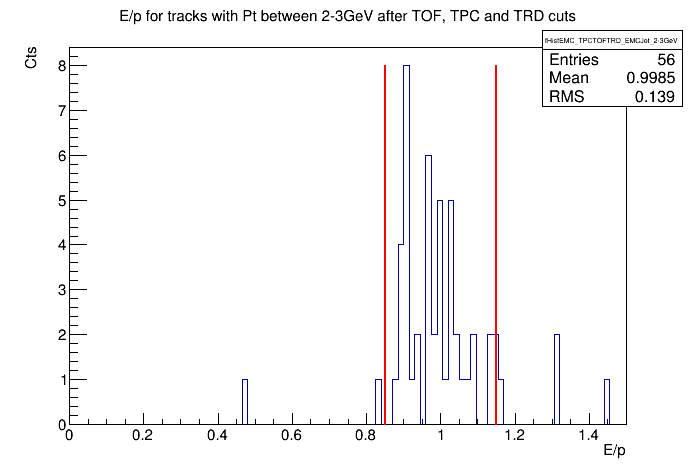 E/p for tracks with Pt between 2-3GeV after TOF, TPC and TRD cuts
fHistEMC_TPCTOFTRD_EMCJet_2-3GeV
Entries 56
Mean 0.9985
RMS 0.139
Cts
8
7
6
5
4
3
2
1
0
0 0.2 0.4 0.6 0.8 1 1.2 1.4
E/p